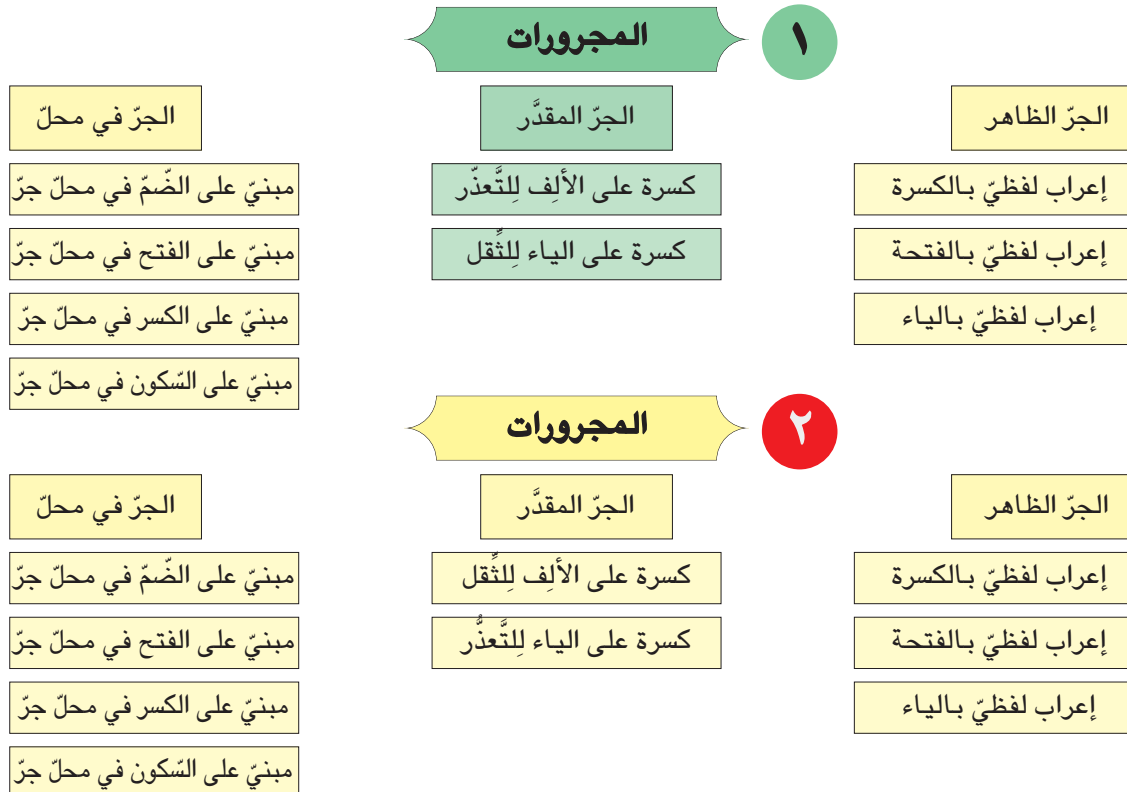 المجرورات ١
الجرّ الظاهر الجرّ المقدَّر الجرّ في محلّ
إعراب لفظيّ بالكسرة كسرة على الألِف لِلتَّعذّر مبنيّ على الضّمّ في محلّ جرّ
إعراب لفظيّ بالفتحة كسرة على الياء لِلثِّقل مبنيّ على الفتح في محلّ جرّ
إعراب لفظيّ بالياء مبنيّ على الكسر في محلّ جرّ
مبنيّ على السّكون في محلّ جرّ
المجرورات ٢
الجرّ الظاهر الجرّ المقدَّر الجرّ في محلّ
إعراب لفظيّ بالكسرة كسرة على الألِف لِلثِّقل مبنيّ على الضّمّ في محلّ جرّ
إعراب لفظيّ بالفتحة كسرة على الياء لِلتَّعذُّر مبنيّ على الفتح في محلّ جرّ
إعراب لفظيّ بالياء مبنيّ على الكسر في محلّ جرّ
مبنيّ على السّكون في محلّ جرّ